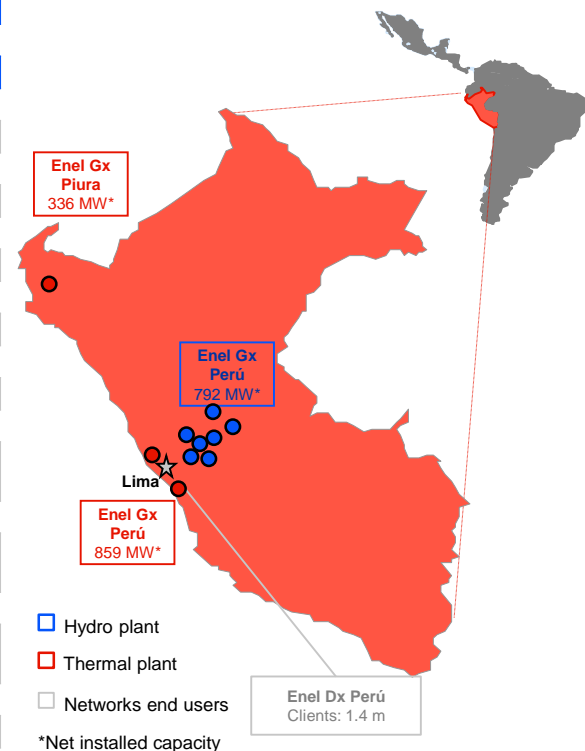 Enel Gx
Piura
336 MW*
Enel Gx
Perú
792 MW*
Lima
Enel Gx
Perú
859 MW*
Hydro plant
Thermal plant
Networks end users
Enel Dx Perú
Clients: 1.4 m
*Net installed capacity